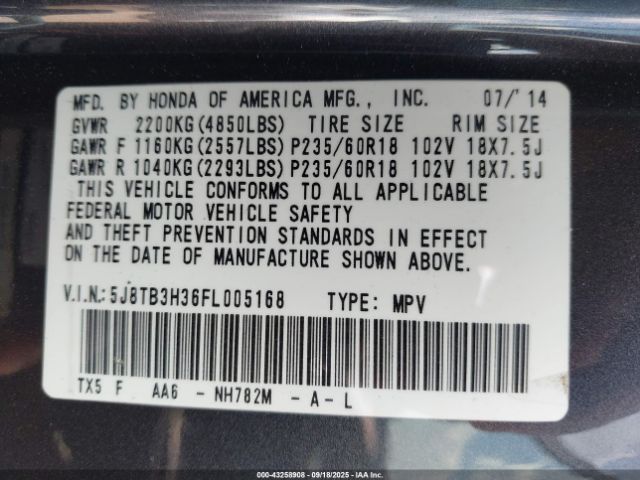 MFD. BY HONDA OF AMERICA MFG., INC. 07/'14
GVWR 2200KG(4850LBS) TIRE SIZE RIM SIZE
GAWR F 1160KG(2557LBS)P235/60R18 102V 18X7.5J
GAWR R 1040KG(2293LBS)P235/60R18 102V 18X7.5J
THIS VEHICLE CONFORMS TO ALL APPLICABLE
FEDERAL MOTOR VEHICLE SAFETY
AND THEFT PREVENTION STANDARDS IN EFFECT
ON THE DATE OF MANUFACTURE SHOWN ABOVE.
V.I.N.:5J8TB3H36FL005168 TYPE: MPV
TX5 F AA6 - NH782M - A - L
000-43258908 - 09/18/2025 - IAAI.COM